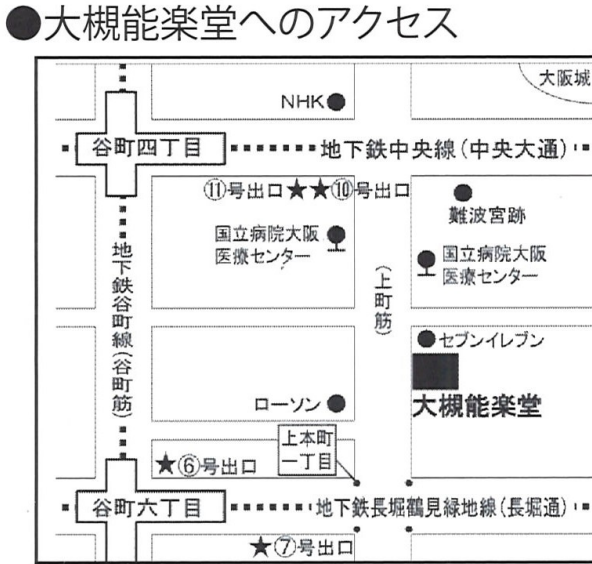 ●大槻能楽堂へのアクセス
大阪城
NHK
谷町四丁目
地下鉄中央線(中央大通)
⑪号出口★★⑩号出口
国立病院大阪
医療センター
難波宮跡
国立病院大阪
医療センター
地下鉄谷町線(谷町筋)
(上町筋)
セブンイレブン
大槻能楽堂
ローソン
上本町
一丁目
★⑥号出口
谷町六丁目
地下鉄長堀鶴見緑地線(長堀通)
★⑦号出口